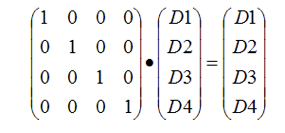 1 0 0 0 D1 D1
0 1 0 0 D2 D2
0 0 1 0 • D3 = D3
0 0 0 1 D4 D4